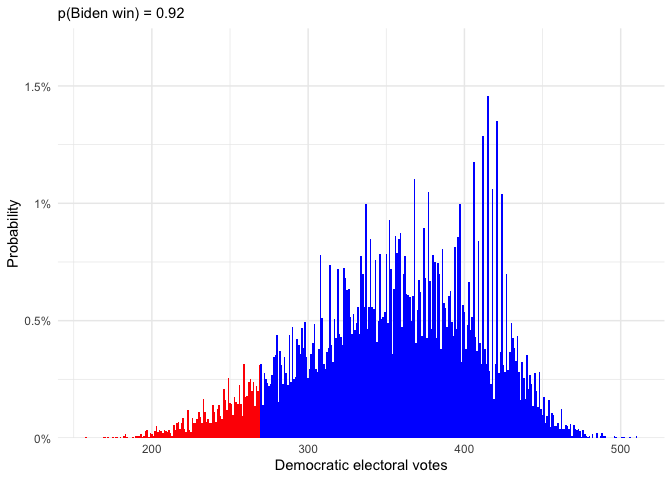 p(Biden win) = 0.92
1.5%
1%
0.5%
0%
Probability
200
300
400
500
Democratic electoral votes